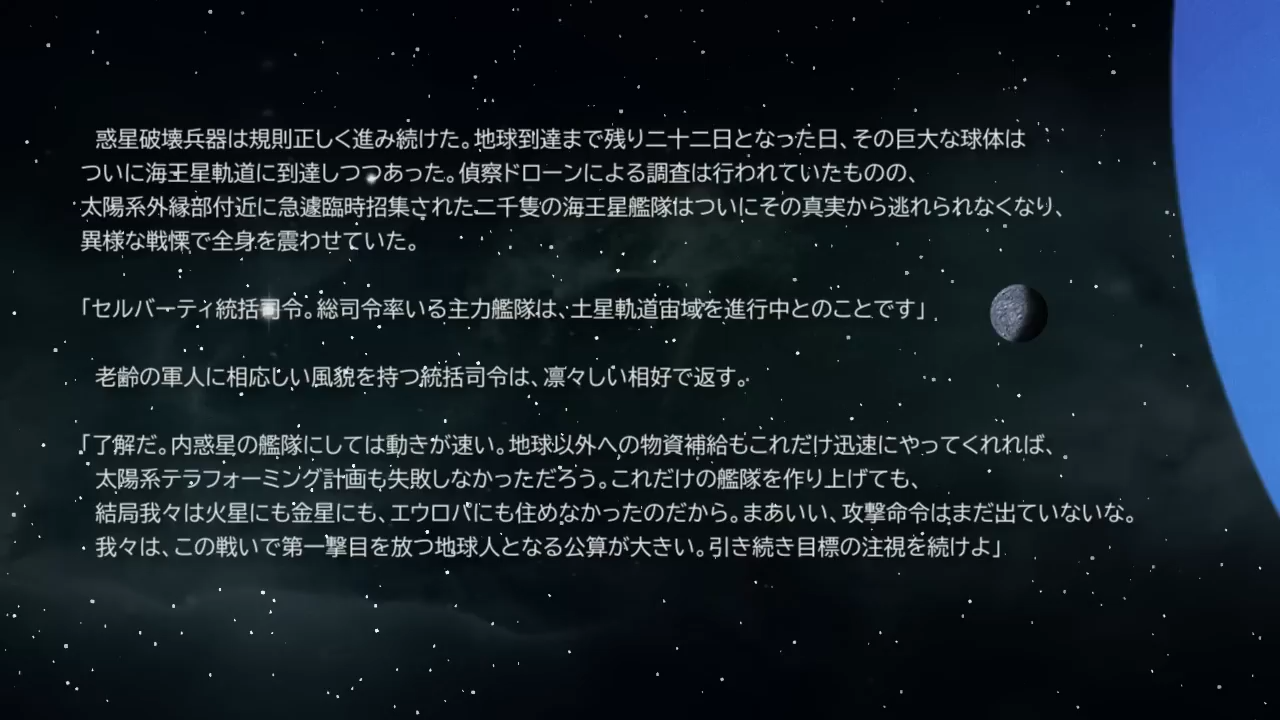 惑星破壊兵器は規則正しく進み続けた。地球到達まで残り二十二日となった日、その巨大な球体は
ついに海王星軌道に到達しつつあった。偵察ドローンによる調査は行われていたものの、
太陽系外縁部付近に急遽臨時招集された二千隻の海王星艦隊はついにその真実から逃れられなくなり、
異様な戦慄で全身を震わせていた。
「セルバーティ統括司令。総司令率いる主力艦隊は、土星軌道宙域を進行中とのことです」
老齢の軍人に相応しい風貌を持つ統括司令は、凛々しい相好で返す。
「了解だ。内惑星の艦隊にしては動きが速い。地球以外への物資補給もこれだけ迅速にやってくれれば、
太陽系テラフォーミング計画も失敗しなかっただろう。これだけの艦隊を作り上げても、
結局我々は火星にも金星にも、エウロパにも住めなかったのだから。まあいい、攻撃命令はまだ出ていないな。
我々は、この戦いで第一撃目を放つ地球人となる公算が大きい。引き続き目標の注視を続けよ」